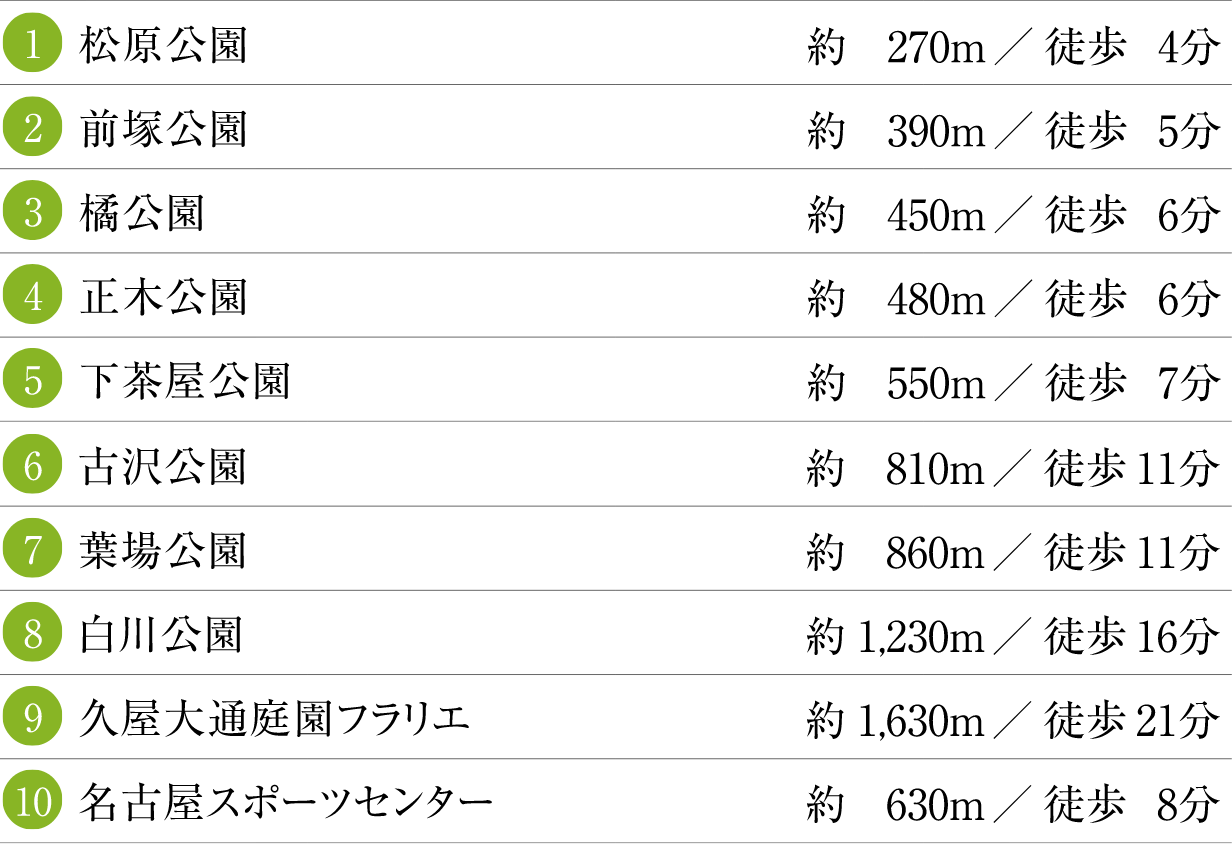 1 松原公園 約 270m ／ 徒歩 4分
2 前塚公園 約 390m ／ 徒歩 5分
3 橘公園 約 450m ／ 徒歩 6分
4 正木公園 約 480m ／ 徒歩 6分
5 下茶屋公園 約 550m ／ 徒歩 7分
6 古沢公園 約 810m ／ 徒歩 11分
7 葉場公園 約 860m ／ 徒歩 11分
8 白川公園 約 1,230m ／ 徒歩 16分
9 久屋大通庭園フラリエ 約 1,630m ／ 徒歩 21分
10 名古屋スポーツセンター 約 630m ／ 徒歩 8分